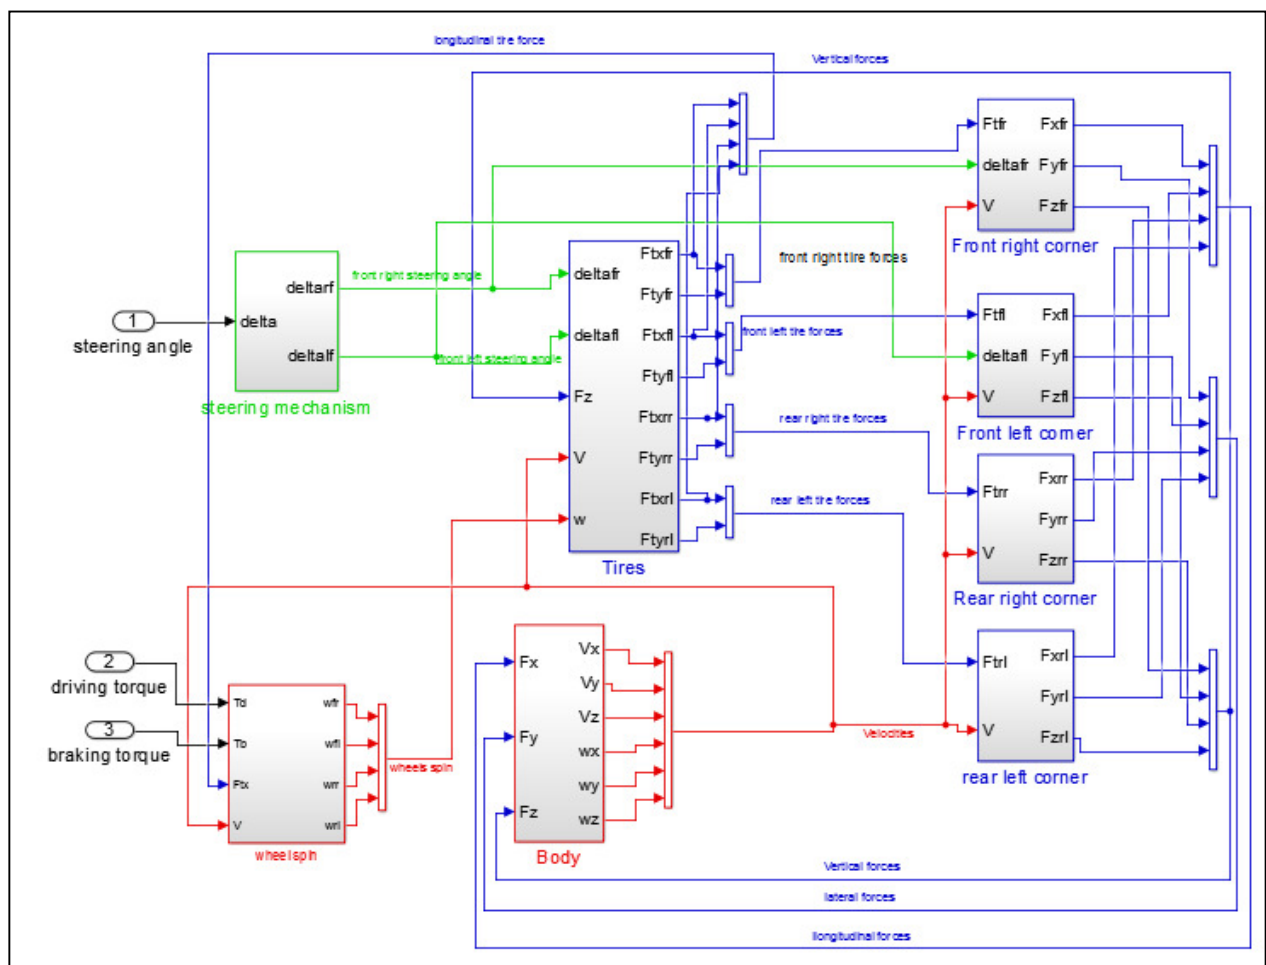 longitudinal tire force
Vertical forces
Ftfr
deltafr
V
Fxfr
Fyfr
Fzfr
Front right corner
1
steering angle
delta
deltarf
deltalf
steering mechanism
front right steering angle
front left steering angle
deltafr
deltafl
Fz
V
w
Ftxfr
Ftyfr
Ftxfl
Ftyfl
Ftxrr
Ftyrr
Ftxrl
Ftyrl
Tires
front right tire forces
front left tire forces
rear right tire forces
rear left tire forces
Ftfl
deltafl
V
Fxfl
Fyfl
Fzfl
Front left corner
Ftrr
V
Fxrr
Fyrr
Fzrr
Rear right corner
Ftrl
V
Fxrl
Fyrl
Fzrl
rear left corner
2
driving torque
3
braking torque
Td
Tb
Ftx
V
wfr
wfl
wrr
wrl
wheelspin
wheels spin
Fx
Fy
Fz
Vx
Vy
Vz
wx
wy
wz
Body
Velocities
Vertical forces
lateral forces
llongitudinal forces